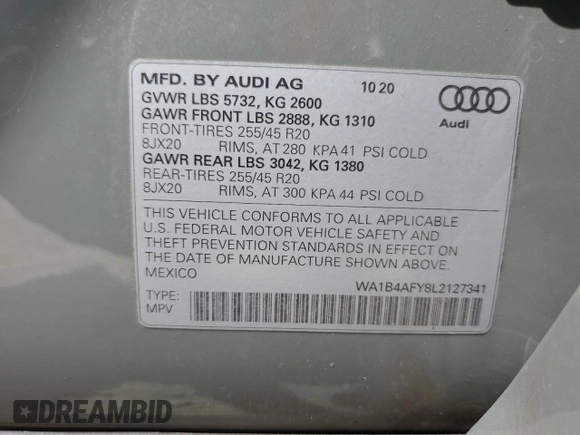 MFD. BY AUDI AG 10 20
GVWR LBS 5732, KG 2600
GAWR FRONT LBS 2888, KG 1310
FRONT-TIRES 255/45 R20
8JX20 RIMS, AT 280 KPA 41 PSI COLD
GAWR REAR LBS 3042, KG 1380
REAR-TIRES 255/45 R20
8JX20 RIMS, AT 300 KPA 44 PSI COLD
Audi
THIS VEHICLE CONFORMS TO ALL APPLICABLE
U.S. FEDERAL MOTOR VEHICLE SAFETY AND
THEFT PREVENTION STANDARDS IN EFFECT ON
THE DATE OF MANUFACTURE SHOWN ABOVE.
MEXICO
WA1B4AFY8L2127341
TYPE:
MPV
DREAMBID